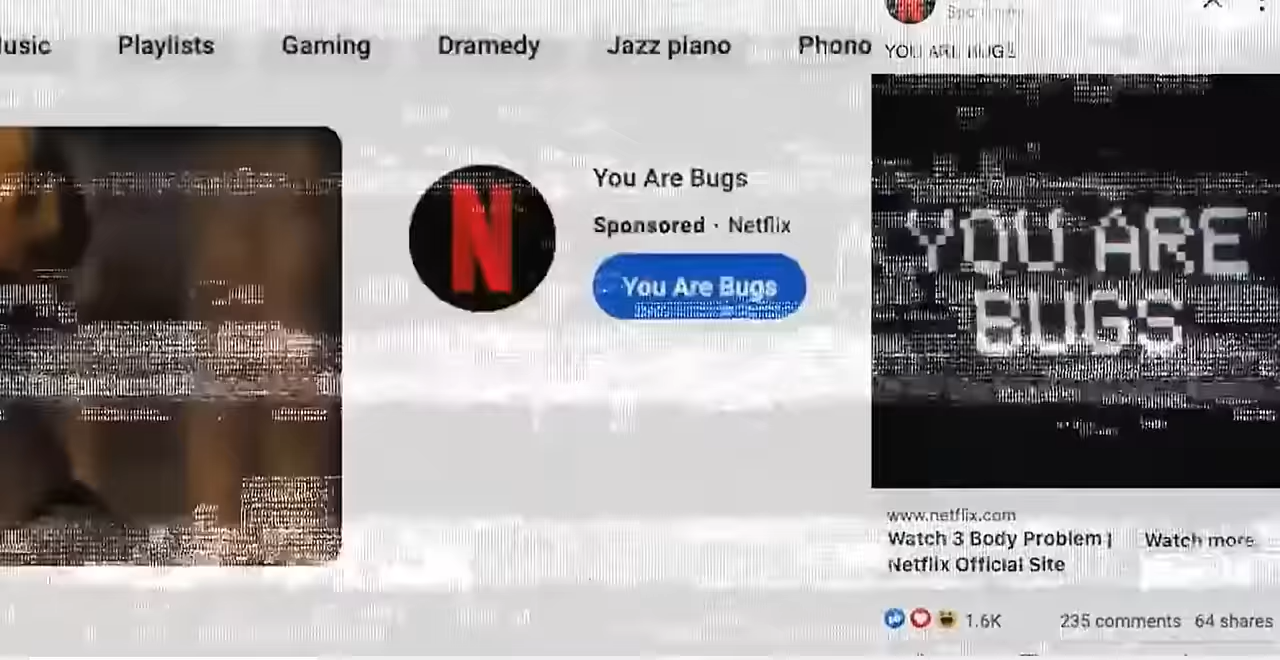 Playlists
Gaming
Dramedy
Jazz piano
Phono
N
You Are Bugs
Sponsored · Netflix
You Are Bugs
YOU ARE BUGS
YOU ARE
BUGS
www.netflix.com
Watch 3 Body Problem |
Netflix Official Site
Watch more
1.6K
235 comments
64 shares